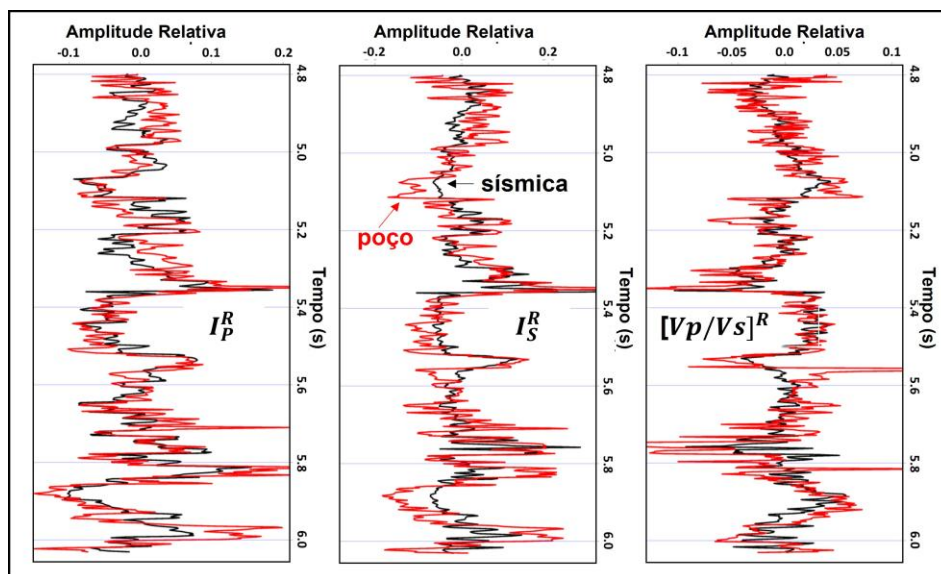 Amplitude Relativa
-0.1 0.0 0.1 0.2
4.8
5.0
5.2
5.4
5.6
5.8
6.0
Tempo (s)
I_P^R
Amplitude Relativa
-0.2 0.0 0.2
4.8
5.0
5.2
5.4
5.6
5.8
6.0
Tempo (s)
sísmica
poço
I_S^R
Amplitude Relativa
-0.1 -0.05 0.0 0.05 0.1
4.8
5.0
5.2
5.4
5.6
5.8
6.0
Tempo (s)
[Vp/Vs]^R